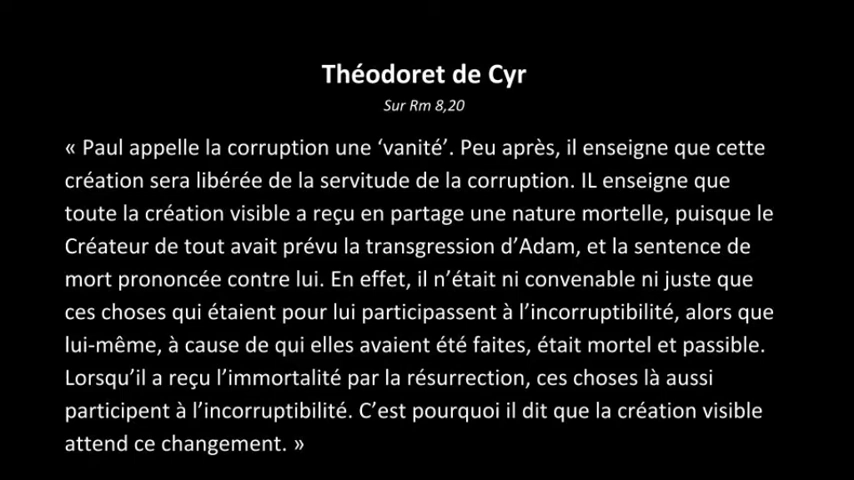 Théodoret de Cyr
Sur Rm 8,20
« Paul appelle la corruption une ‘vanité’. Peu après, il enseigne que cette
création sera libérée de la servitude de la corruption. IL enseigne que
toute la création visible a reçu en partage une nature mortelle, puisque le
Créateur de tout avait prévu la transgression d’Adam, et la sentence de
mort prononcée contre lui. En effet, il n’était ni convenable ni juste que
ces choses qui étaient pour lui participassent à l’incorruptibilité, alors que
lui-même, à cause de qui elles avaient été faites, était mortel et passible.
Lorsqu’il a reçu l’immortalité par la résurrection, ces choses là aussi
participent à l’incorruptibilité. C’est pourquoi il dit que la création visible
attend ce changement. »